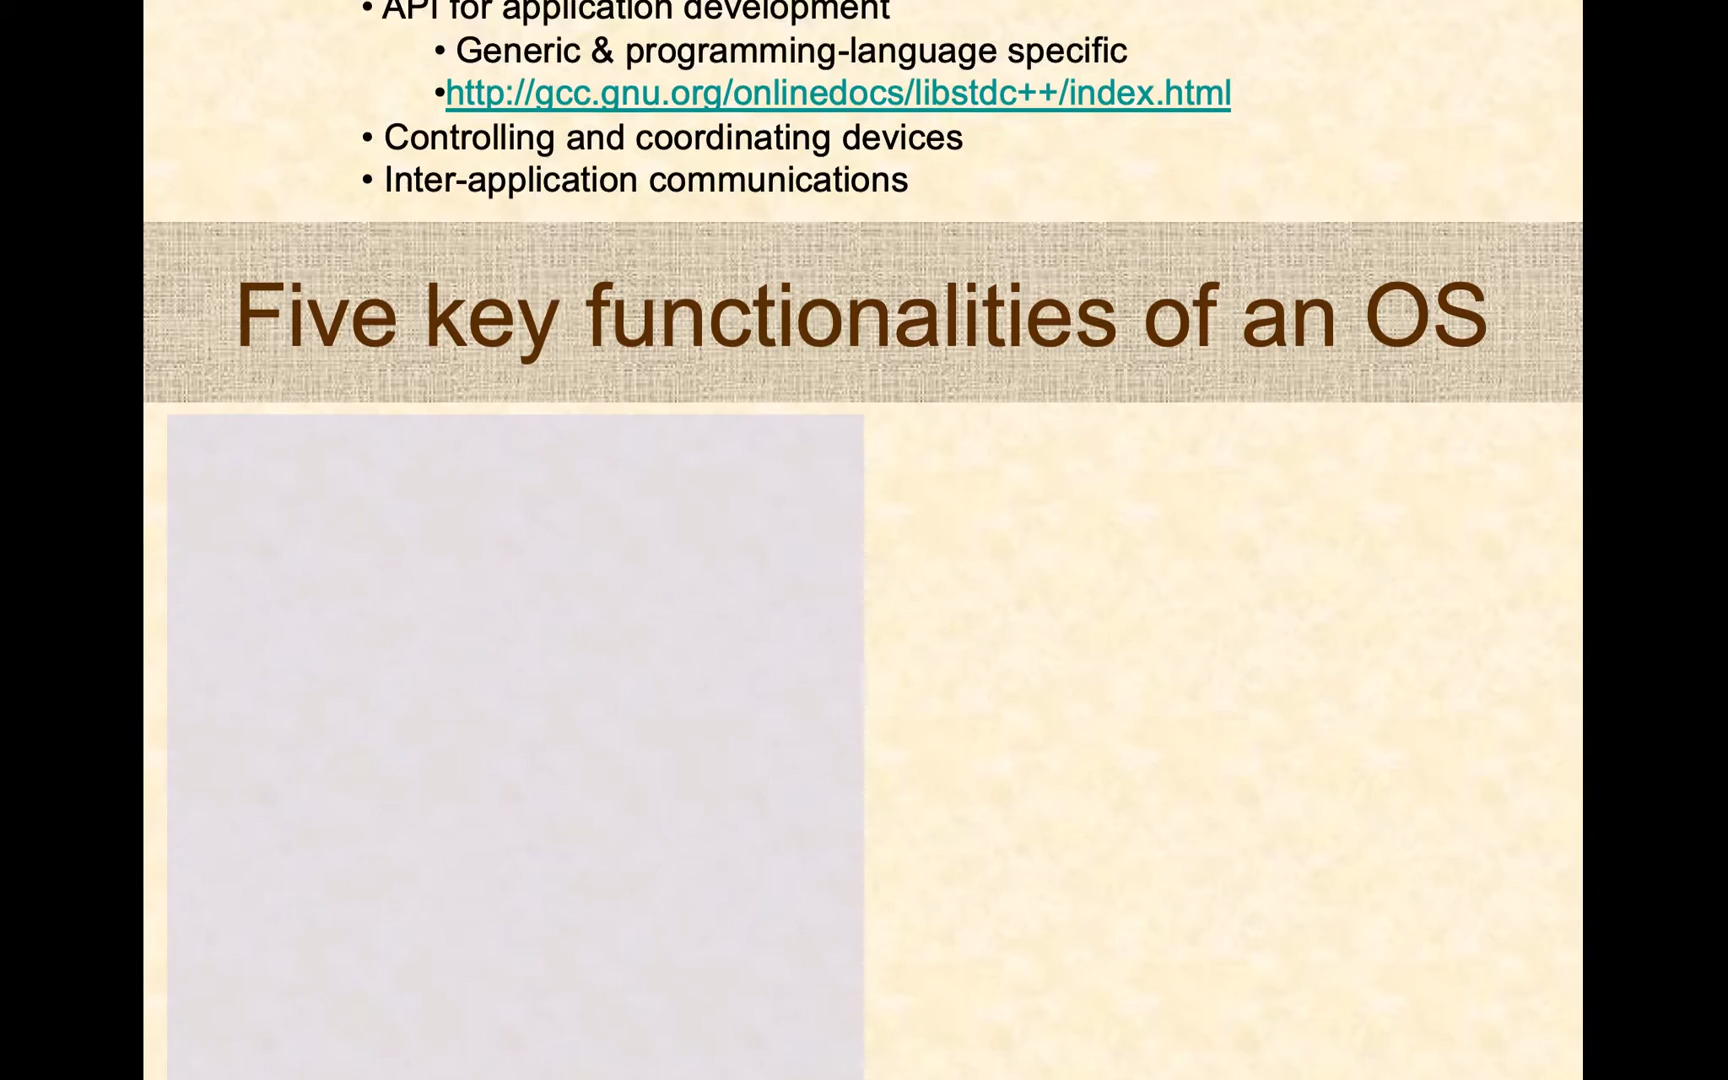 • API for application development
• Generic & programming-language specific
•http://gcc.gnu.org/onlinedocs/libstdc++/index.html
• Controlling and coordinating devices
• Inter-application communications
Five key functionalities of an OS